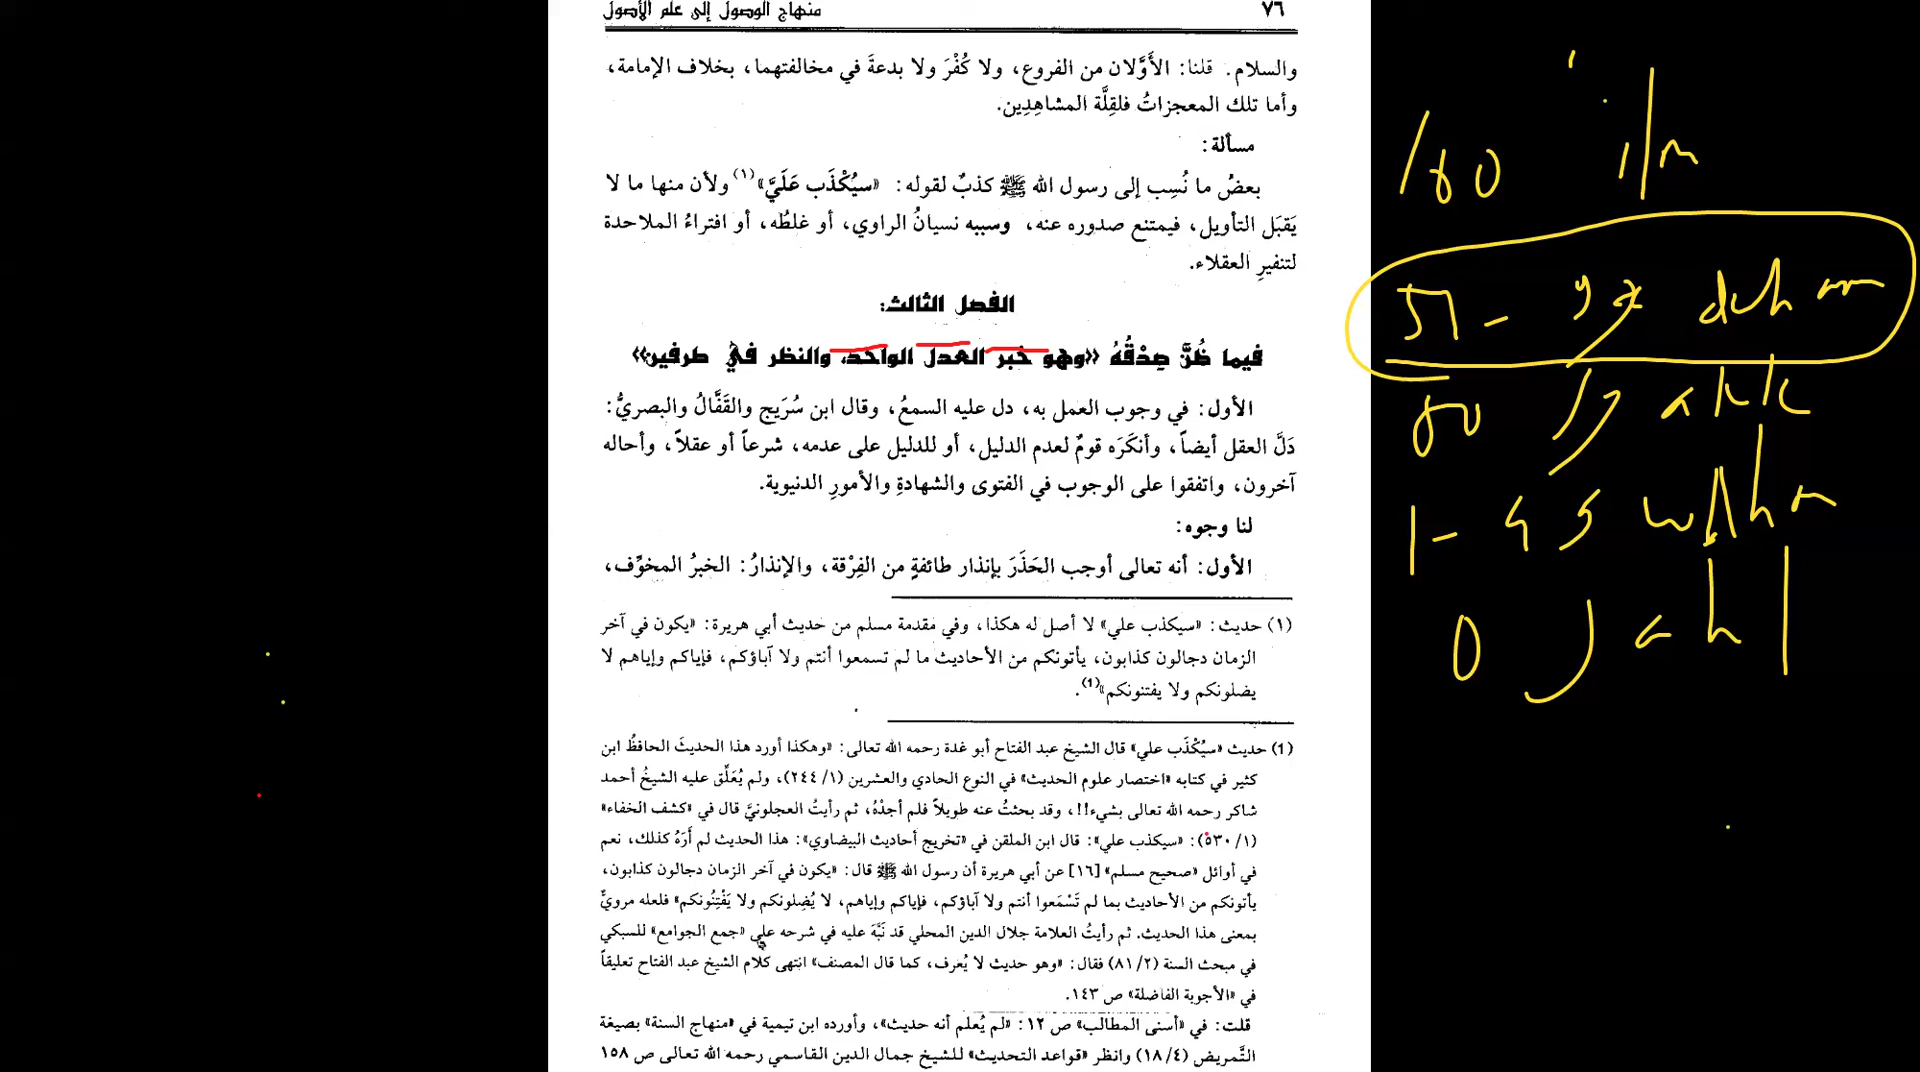 ٧٦ منهاج الوصول إلى علم الأصول
والسلام. قلنا: الأَوَّلان من الفروع، ولا كُفْرَ ولا بدعةَ في مخالفتهما، بخلاف الإمامة،
وأما تلك المعجزاتُ فلقِلَّة المشاهِدِين.
مسألة:
بعضُ ما نُسِب إلى رسول الله ﷺ كذبٌ لقوله: «سيُكْذَب عَلَيَّ»(١) ولأن منها ما لا
يَقبَل التأويل، فيمتنع صدوره عنه، وسببه نسيانُ الراوي، أو غلطُه، أو افتراءُ الملاحدة
لتنفيرِ العقلاء.
الفصل الثالث:
فيما ظُنَّ صِدْقُهُ «وهو خبر العدل الواحد، والنظر في طرفين»
الأول: في وجوب العمل به، دل عليه السمعُ، وقال ابن سُرَيج والقَفَّالُ والبصريُّ:
دَلَّ العقل أيضاً، وأنكَرَه قومٌ لعدم الدليل، أو للدليل على عدمه، شرعاً أو عقلاً، وأحاله
آخرون، واتفقوا على الوجوب في الفتوى والشهادةِ والأمورِ الدنيوية.
لنا وجوه:
الأول: أنه تعالى أوجب الحَذَرَ بإنذار طائفةٍ من الفِرْقة، والإنذارُ: الخبرُ المخوِّف،
(١) حديث: «سيكذب علي» لا أصل له هكذا، وفي مقدمة مسلم من حديث أبي هريرة: «يكون في آخر
الزمان دجالون كذابون، يأتونكم من الأحاديث ما لم تسمعوا أنتم ولا آباؤكم، فإياكم وإياهم لا
يضلونكم ولا يفتنونكم»(١).
(١) حديث «سيُكْذَب علي» قال الشيخ عبد الفتاح أبو غدة رحمه الله تعالى: «وهكذا أورد هذا الحديثَ الحافظُ ابن
كثير في كتابه «اختصار علوم الحديث» في النوع الحادي والعشرين (٢٤٤/١)، ولم يُعَلِّق عليه الشيخُ أحمد
شاكر رحمه الله تعالى بشيء!!، وقد بحثتُ عنه طويلاً فلم أجدْهُ، ثم رأيتُ العجلونيَّ قال في «كشف الخفاء»
(٥٣٠/١): «سيكذب علي»: قال ابن الملقن في «تخريج أحاديث البيضاوي»: هذا الحديث لم أَرَهُ كذلك، نعم
في أوائل «صحيح مسلم» [١٦] عن أبي هريرة أن رسول الله ﷺ قال: «يكون في آخر الزمان دجالون كذابون،
يأتونكم من الأحاديث بما لم تَسْمَعوا أنتم ولا آباؤكم، فإياكم وإياهم، لا يُضِلونكم ولا يَفْتِنُونكم» فلعله مرويٌّ
بمعنى هذا الحديث. ثم رأيتُ العلامة جلال الدين المحلي قد نَبَّهَ عليه في شرحه على «جمع الجوامع» للسبكي
في مبحث السنة (٨١/٢) فقال: «وهو حديث لا يُعرف، كما قال المصنف» انتهى كلام الشيخ عبد الفتاح تعليقاً
في «الأجوبة الفاضلة» ص ١٤٣.
قلت: في «أسنى المطالب» ص ١٢: «لم يُعلم أنه حديث»، وأورده ابن تيمية في «منهاج السنة» بصيغة
التَّمريض (١٨/٤) وانظر «قواعد التحديث» للشيخ جمال الدين القاسمي رحمه الله تعالى ص ١٥٨
100 ilm
51 - 99 duhnn
50 shakk
1 - 49 wahm
0 jahl